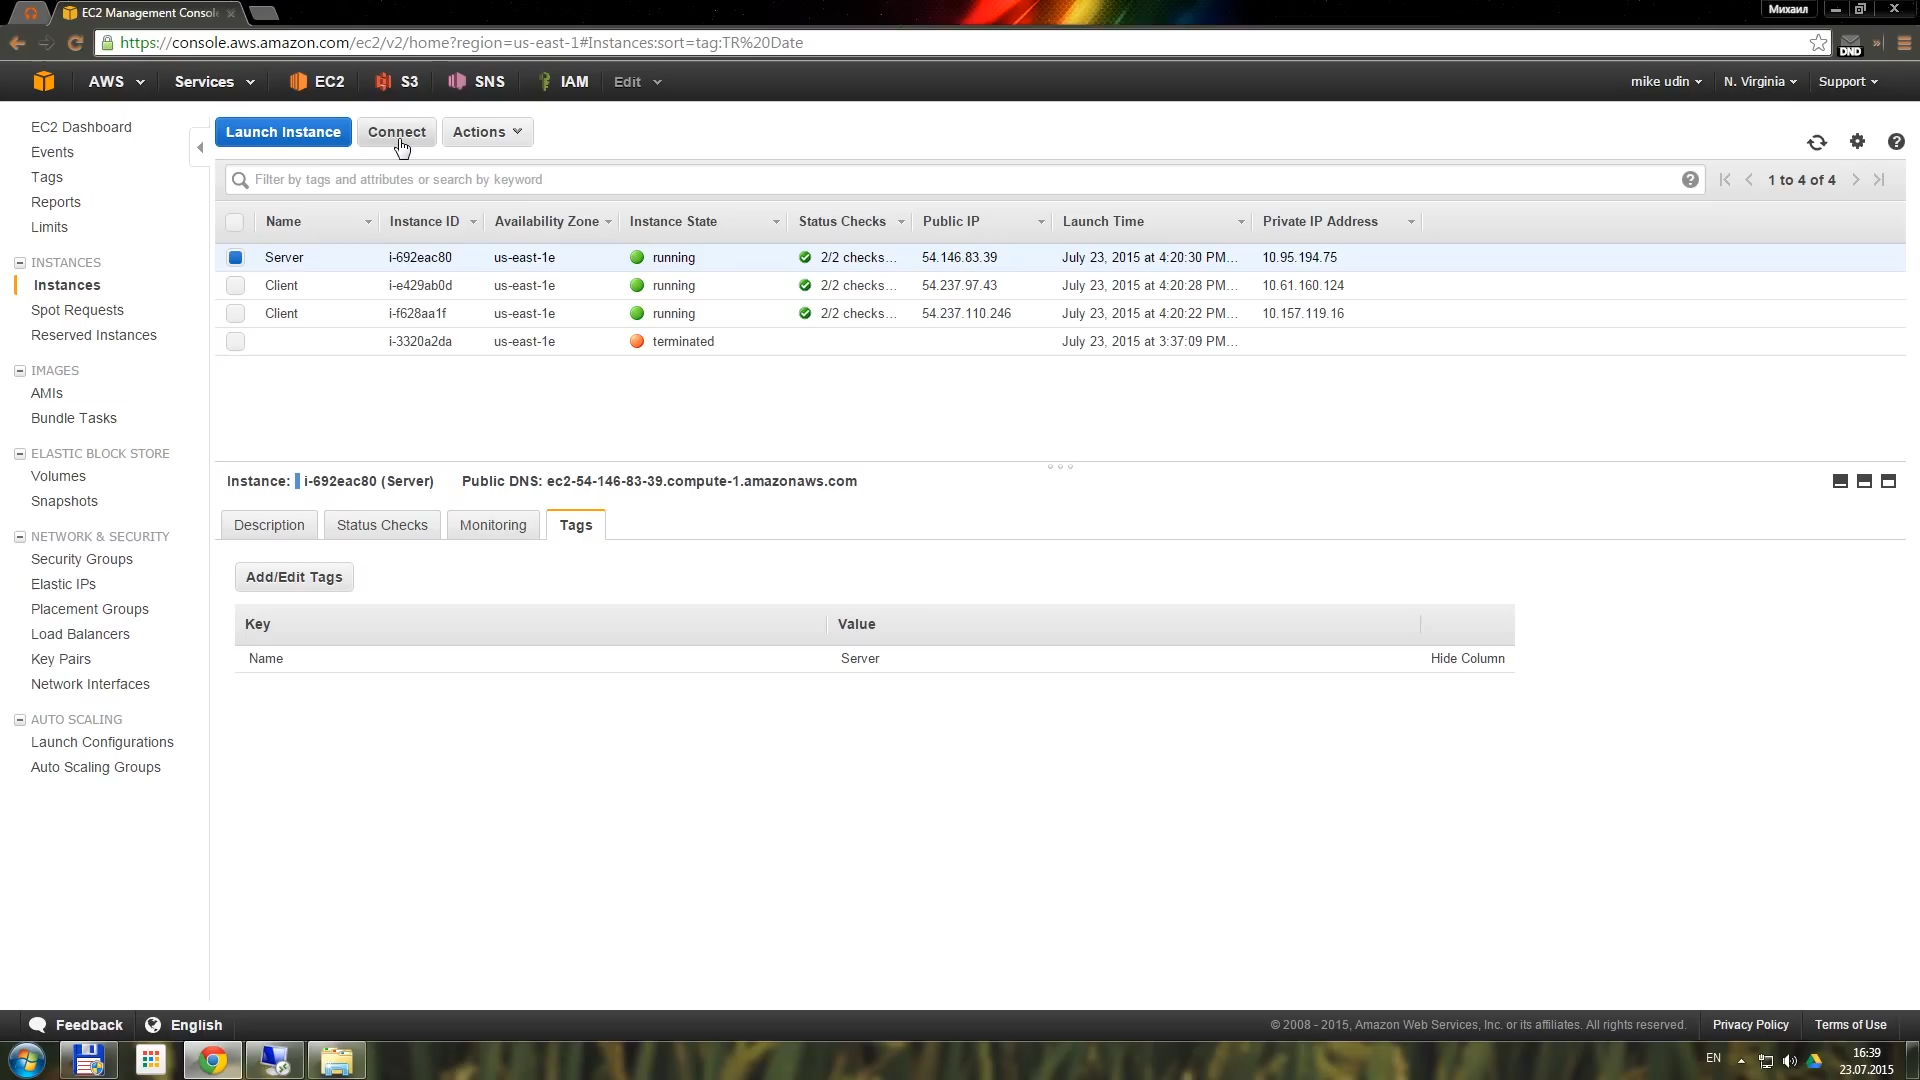 EC2 Management Consol
Михаил
https://console.aws.amazon.com/ec2/v2/home?region=us-east-1#Instances:sort=tag:TR%20Date
DND
AWS Services EC2 S3 SNS IAM Edit mike udin N. Virginia Support
EC2 Dashboard
Events
Tags
Reports
Limits
INSTANCES
Instances
Spot Requests
Reserved Instances
IMAGES
AMIs
Bundle Tasks
ELASTIC BLOCK STORE
Volumes
Snapshots
NETWORK & SECURITY
Security Groups
Elastic IPs
Placement Groups
Load Balancers
Key Pairs
Network Interfaces
AUTO SCALING
Launch Configurations
Auto Scaling Groups
Launch Instance Connect Actions
Filter by tags and attributes or search by keyword
1 to 4 of 4
Name Instance ID Availability Zone Instance State Status Checks Public IP Launch Time Private IP Address
Server i-692eac80 us-east-1e running 2/2 checks... 54.146.83.39 July 23, 2015 at 4:20:30 PM... 10.95.194.75
Client i-e429ab0d us-east-1e running 2/2 checks... 54.237.97.43 July 23, 2015 at 4:20:28 PM... 10.61.160.124
Client i-f628aa1f us-east-1e running 2/2 checks... 54.237.110.246 July 23, 2015 at 4:20:22 PM... 10.157.119.16
i-3320a2da us-east-1e terminated July 23, 2015 at 3:37:09 PM...
Instance: i-692eac80 (Server) Public DNS: ec2-54-146-83-39.compute-1.amazonaws.com
Description Status Checks Monitoring Tags
Add/Edit Tags
Key Value
Name Server Hide Column
Feedback English
© 2008 - 2015, Amazon Web Services, Inc. or its affiliates. All rights reserved. Privacy Policy Terms of Use
EN
16:39
23.07.2015